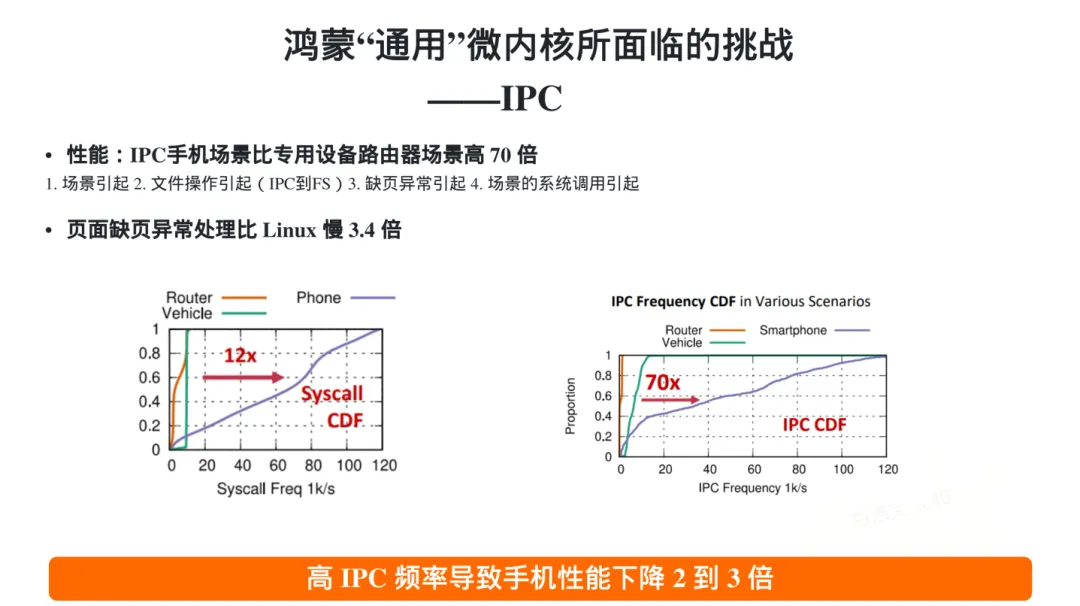 鸿蒙“通用”微内核所面临的挑战
——IPC
• 性能：IPC手机场景比专用设备路由器场景高 70 倍
1. 场景引起 2. 文件操作引起（IPC到FS）3. 缺页异常引起 4. 场景的系统调用引起
• 页面缺页异常处理比 Linux 慢 3.4 倍
Router Phone
Vehicle
1
0.8
0.6
0.4
0.2
0
12x
Syscall
CDF
0 20 40 60 80 100 120
Syscall Freq 1k/s
IPC Frequency CDF in Various Scenarios
Router Smartphone
Vehicle
Proportion
1
0.8
0.6
0.4
0.2
0
70x
IPC CDF
0 20 40 60 80 100 120
IPC Frequency 1k/s
高 IPC 频率导致手机性能下降 2 到 3 倍